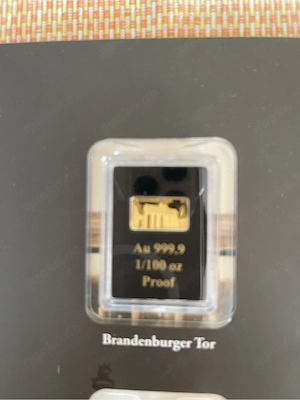 Au 999.9
1/100 oz
Proof
Brandenburger Tor